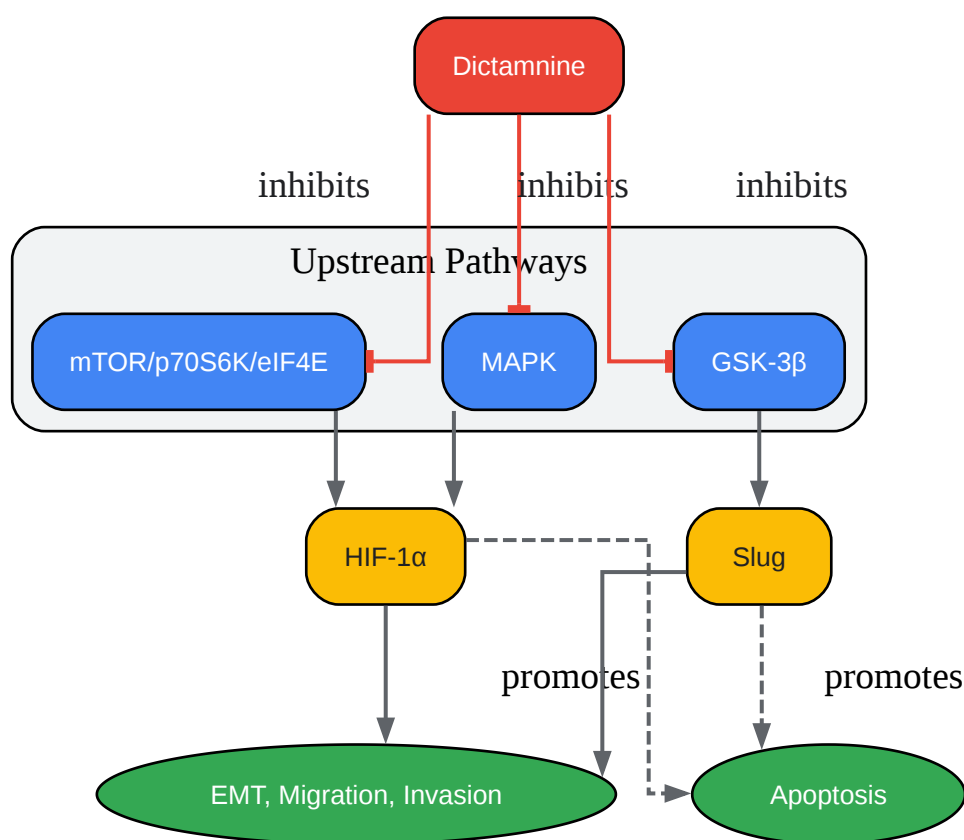 Dictamnine
inhibits
inhibits
inhibits
Upstream Pathways
mTOR/p70S6K/eIF4E
MAPK
GSK-3β
HIF-1α
Slug
promotes
promotes
EMT, Migration, Invasion
Apoptosis